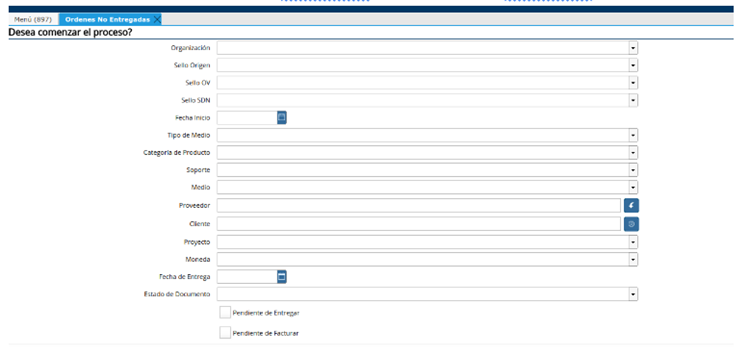 Menú (897) Ordenes No Entregadas X
Desea comenzar el proceso?
Organización
Sello Origen
Sello OV
Sello SDN
Fecha Inicio
Tipo de Medio
Categoría de Producto
Soporte
Medio
Proveedor
Cliente
Proyecto
Moneda
Fecha de Entrega
Estado de Documento
Pendiente de Entregar
Pendiente de Facturar